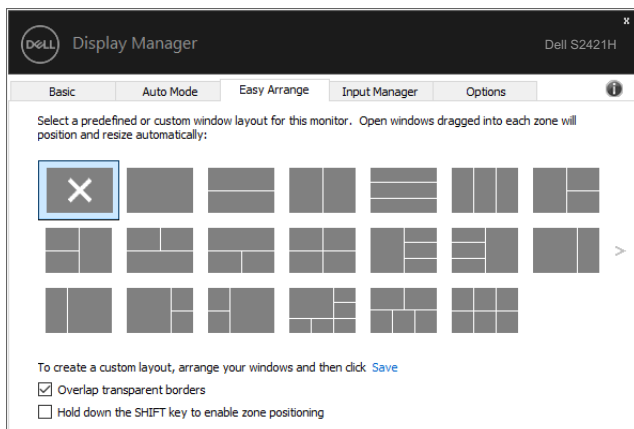 x
DELL Display Manager Dell S2421H
Basic Auto Mode Easy Arrange Input Manager Options i
Select a predefined or custom window layout for this monitor. Open windows dragged into each zone will
position and resize automatically:
>
To create a custom layout, arrange your windows and then click Save
Overlap transparent borders
Hold down the SHIFT key to enable zone positioning